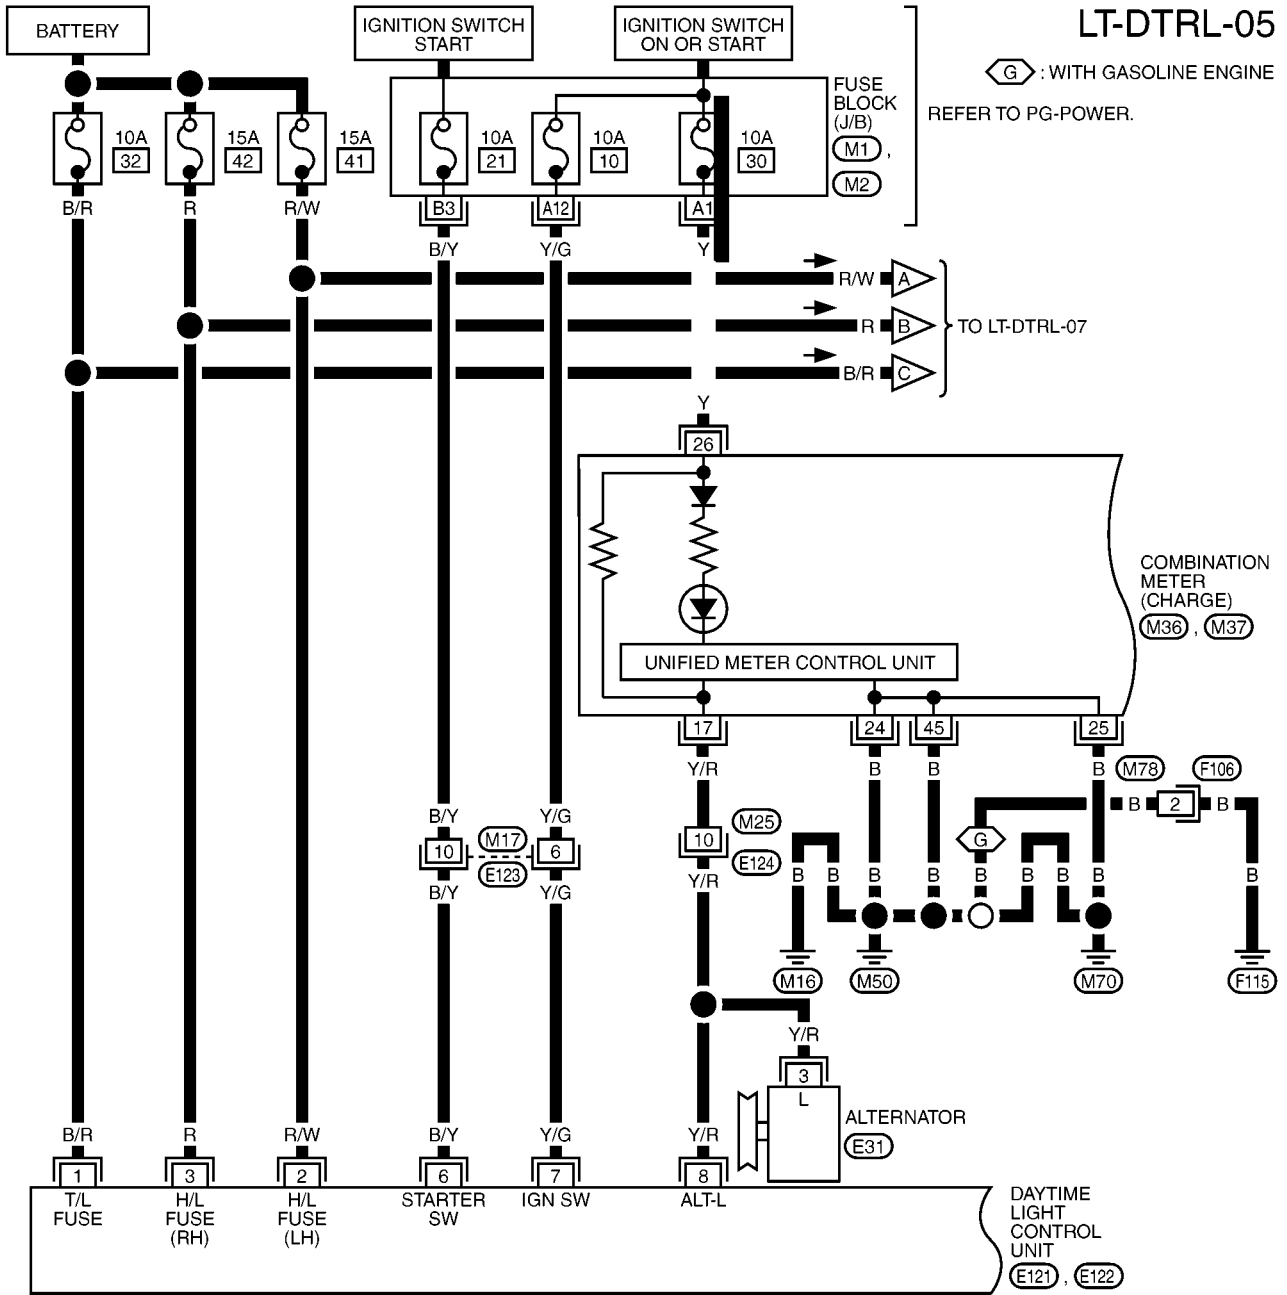 LT-DTRL-05
BATTERY
IGNITION SWITCH
START
IGNITION SWITCH
ON OR START
G : WITH GASOLINE ENGINE
REFER TO PG-POWER.
10A
32
15A
42
15A
41
10A
21
10A
10
10A
30
FUSE
BLOCK
(J/B)
M1 ,
M2
B/R
R
R/W
B3
A12
A1
B/Y
Y/G
Y
R/W
A
R
B
B/R
C
TO LT-DTRL-07
Y
26
COMBINATION
METER
(CHARGE)
M36 , M37
UNIFIED METER CONTROL UNIT
17
24
45
25
Y/R
B
B
B
M78
F106
B
2
B
B/Y
Y/G
10
M17
E123
6
B/Y
Y/G
10
M25
E124
Y/R
G
B
B
B
B
B
B
B
B
B
M16
M50
M70
F115
Y/R
3
L
ALTERNATOR
E31
B/R
R
R/W
B/Y
Y/G
Y/R
1
3
2
6
7
8
T/L
FUSE
H/L
FUSE
(RH)
H/L
FUSE
(LH)
STARTER
SW
IGN SW
ALT-L
DAYTIME
LIGHT
CONTROL
UNIT
E121 , E122